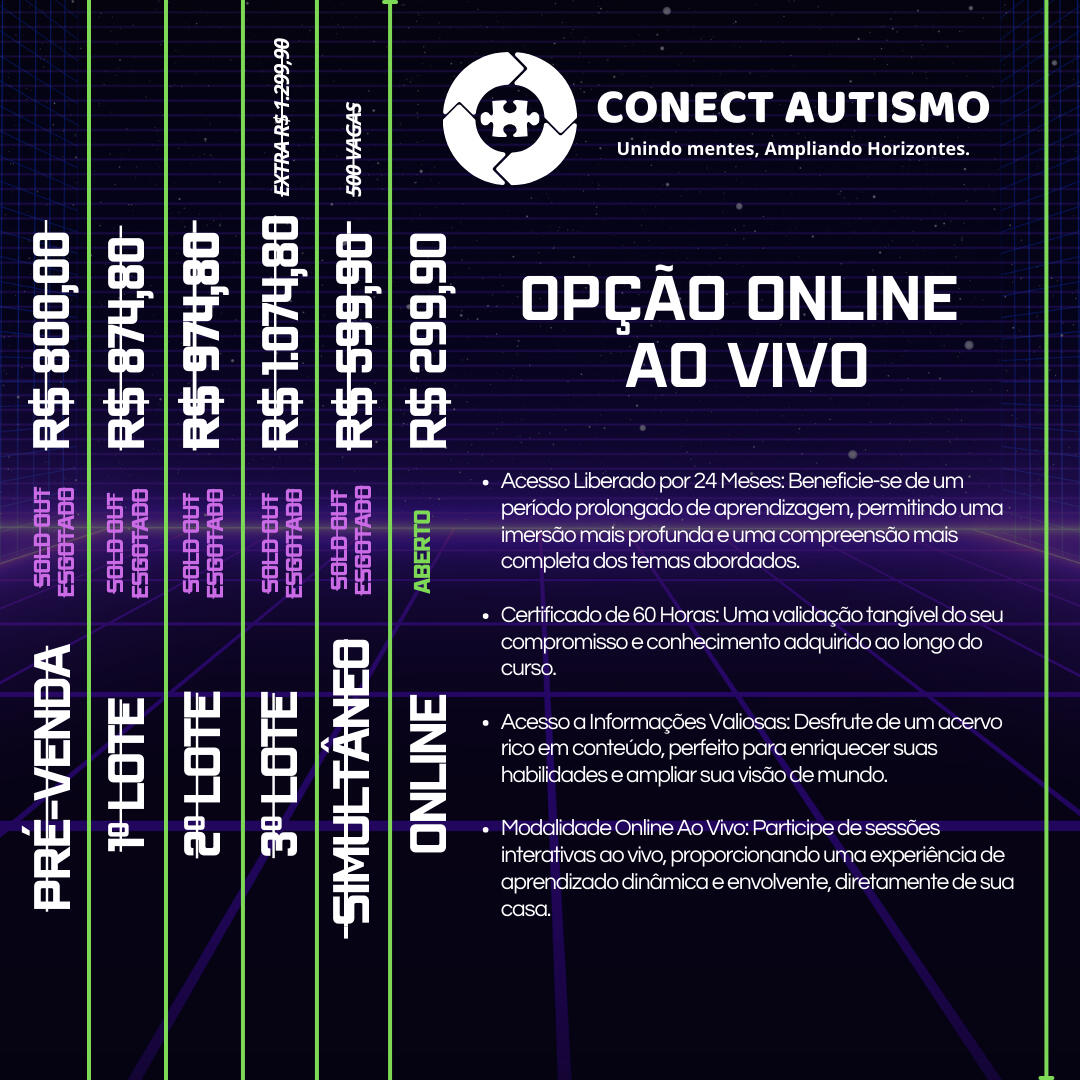 CONECT AUTISMO
Unindo mentes, Ampliando Horizontes.
PRÉ-VENDA
SOLD OUT
ESGOTADO
R$ 800,00
1º LOTE
SOLD OUT
ESGOTADO
R$ 874,80
2º LOTE
SOLD OUT
ESGOTADO
R$ 974,80
3º LOTE
SOLD OUT
ESGOTADO
R$ 1.074,80
EXTRA R$ 1.299,90
SIMULTÂNEO
SOLD OUT
ESGOTADO
R$ 599,90
500 VAGAS
ONLINE
ABERTO
R$ 299,90
OPÇÃO ONLINE
AO VIVO
• Acesso Liberado por 24 Meses: Beneficie-se de um
período prolongado de aprendizagem, permitindo uma
imersão mais profunda e uma compreensão mais
completa dos temas abordados.
• Certificado de 60 Horas: Uma validação tangível do seu
compromisso e conhecimento adquirido ao longo do
curso.
• Acesso a Informações Valiosas: Desfrute de um acervo
rico em conteúdo, perfeito para enriquecer suas
habilidades e ampliar sua visão de mundo.
• Modalidade Online Ao Vivo: Participe de sessões
interativas ao vivo, proporcionando uma experiência de
aprendizado dinâmica e envolvente, diretamente de sua
casa.